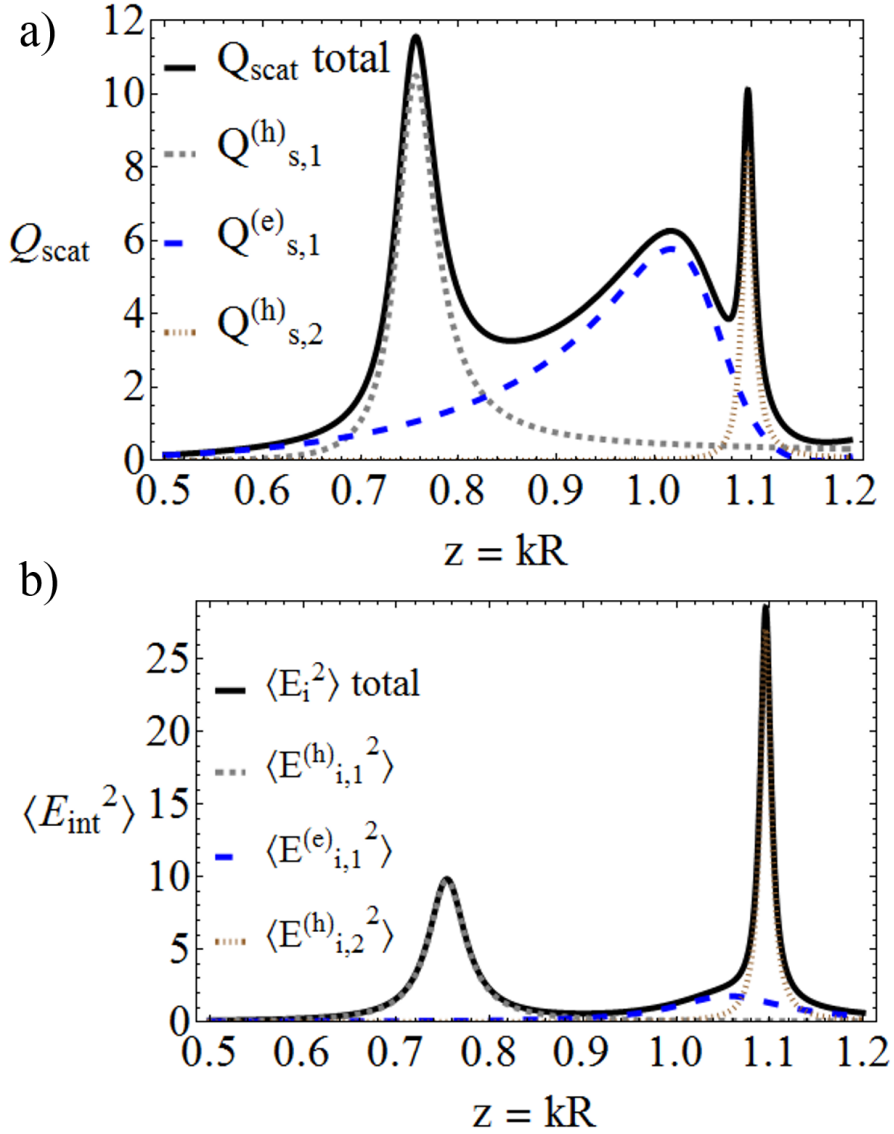 a)
12
10
8
6
4
2
0
Q_scat
Q_scat total
Q^(h)_s,1
Q^(e)_s,1
Q^(h)_s,2
0.5 0.6 0.7 0.8 0.9 1.0 1.1 1.2
z = kR
b)
25
20
15
10
5
0
⟨E_int^2⟩
⟨E_i^2⟩ total
⟨E^(h)_i,1^2⟩
⟨E^(e)_i,1^2⟩
⟨E^(h)_i,2^2⟩
0.5 0.6 0.7 0.8 0.9 1.0 1.1 1.2
z = kR